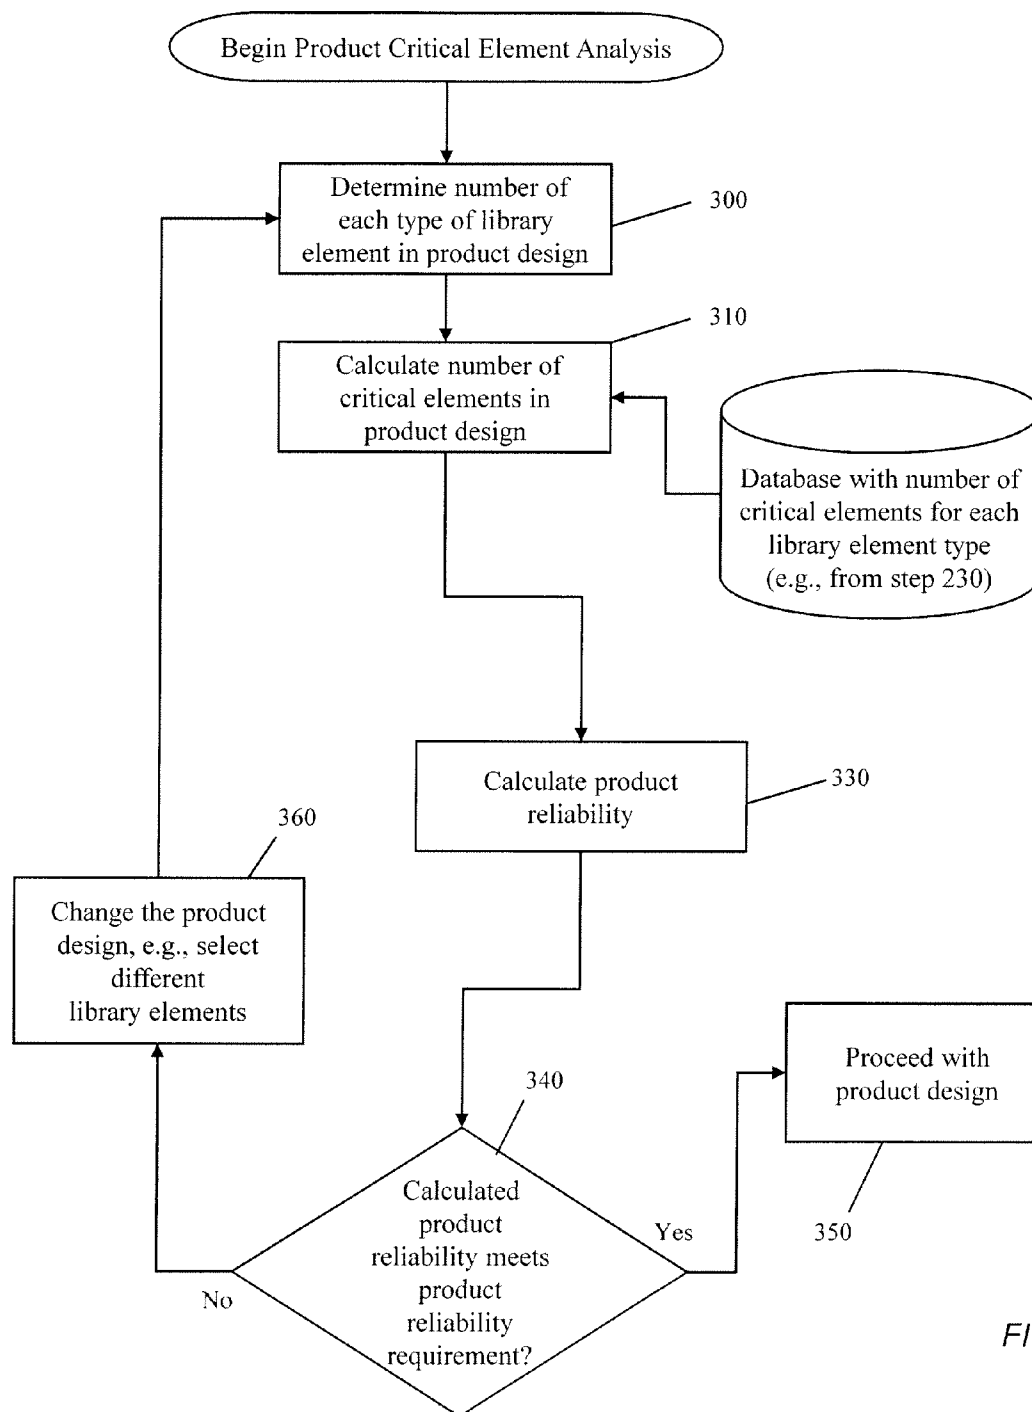 Begin Product Critical Element Analysis
Determine number of
each type of library
element in product design
300
310
Calculate number of
critical elements in
product design
Database with number of
critical elements for each
library element type
(e.g., from step 230)
Calculate product
reliability
330
360
Change the product
design, e.g., select
different
library elements
Proceed with
product design
350
340
Calculated
product
reliability meets
product
reliability
requirement?
Yes
No
FI